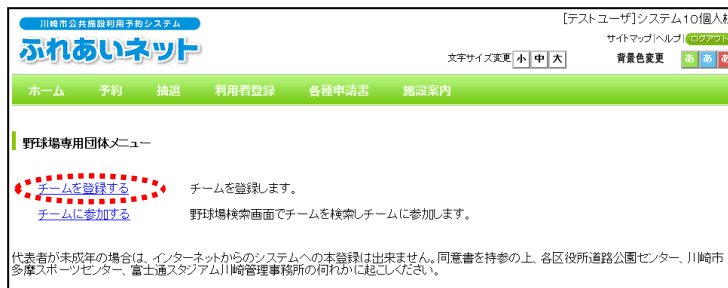 川崎市公共施設利用予約システム
ふれあいネット
[テストユーザ]システム10個人様
サイトマップ|ヘルプ|ログアウト
文字サイズ変更 小 中 大 背景色変更 あ あ あ
ホーム 予約 抽選 利用者登録 各種申請書 施設案内
野球場専用団体メニュー
チームを登録する チームを登録します。
チームに参加する 野球場検索画面でチームを検索しチームに参加します。
代表者が未成年の場合は、インターネットからのシステムへの本登録は出来ません。同意書を持参の上、各区役所道路公園センター、川崎市
多摩スポーツセンター、富士通スタジアム川崎管理事務所の何れかに起こしください。